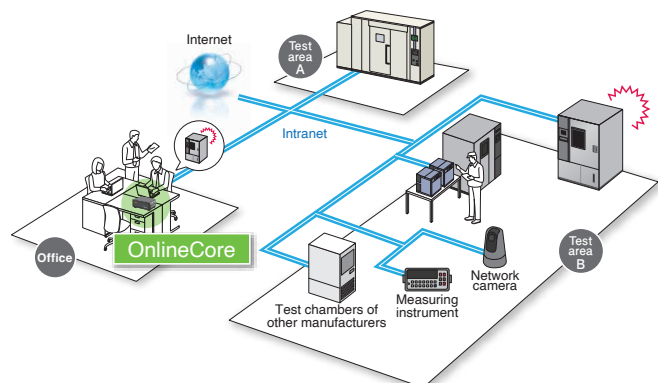 Internet
Test
area
A
Intranet
OnlineCore
Office
Test chambers of
other manufacturers
Measuring
instrument
Network
camera
Test
area
B